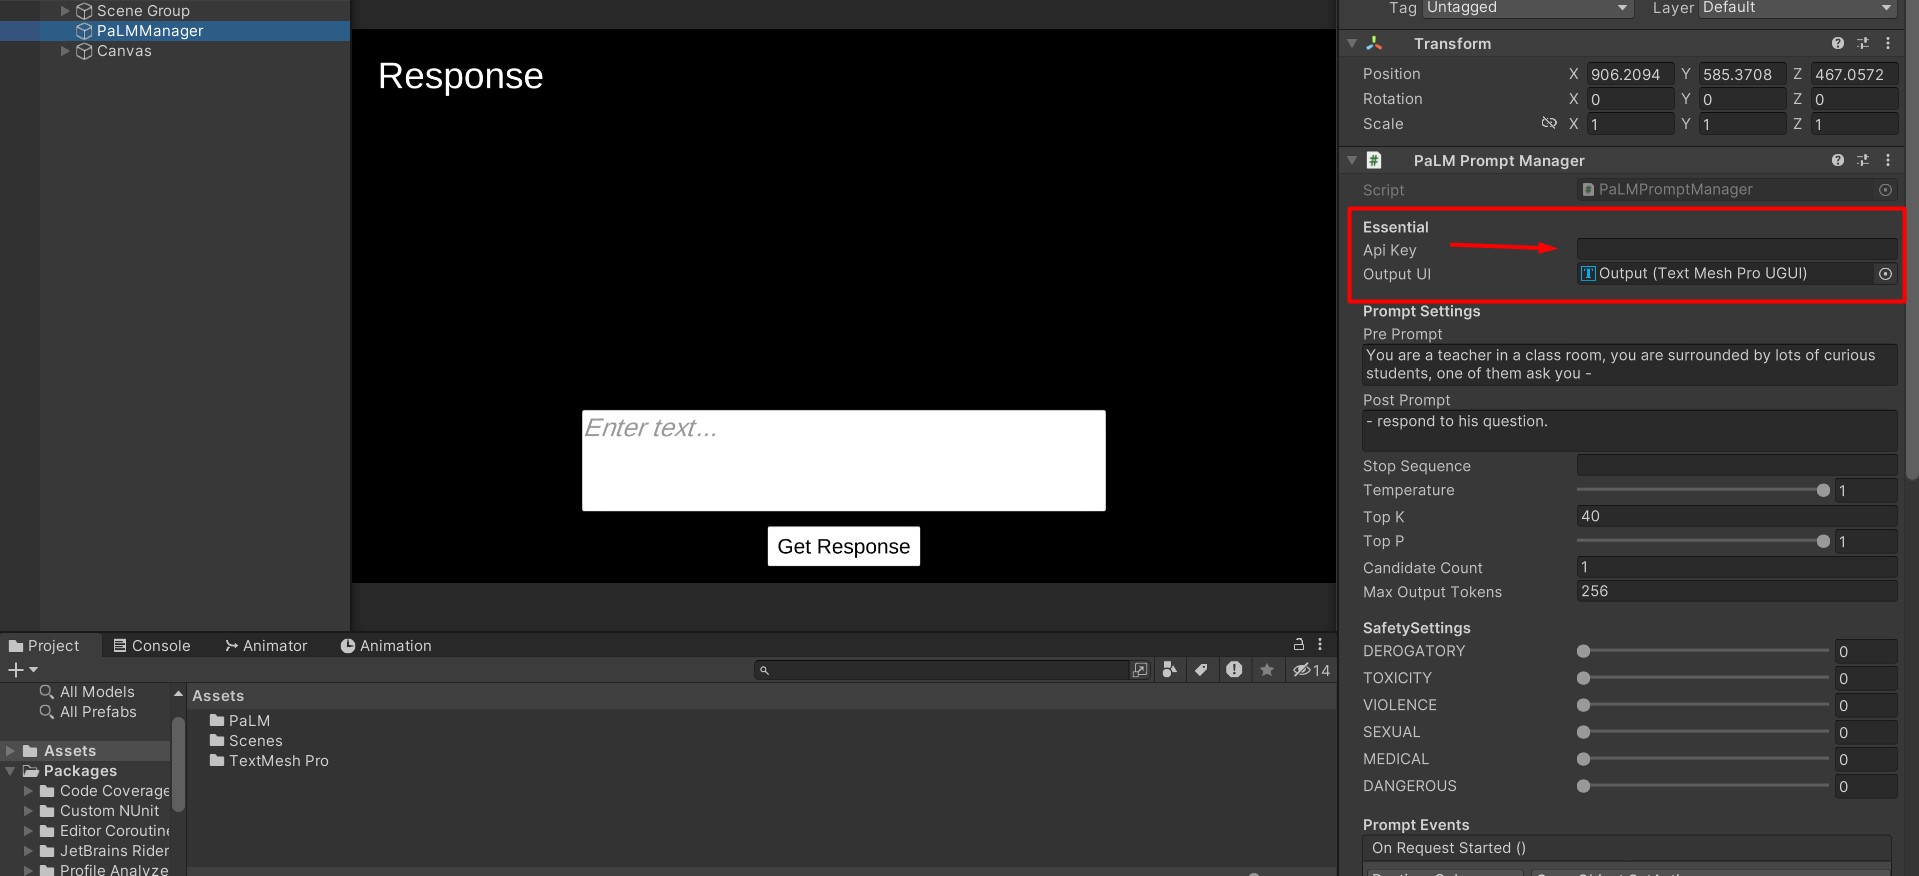 Scene Group
PaLMManager
Canvas
Response
Enter text...
Get Response
Tag Untagged Layer Default
Transform
Position X 906.2094 Y 585.3708 Z 467.0572
Rotation X 0 Y 0 Z 0
Scale X 1 Y 1 Z 1
PaLM Prompt Manager
Script PaLMPromptManager
Essential
Api Key
Output UI Output (Text Mesh Pro UGUI)
Prompt Settings
Pre Prompt
You are a teacher in a class room, you are surrounded by lots of curious
students, one of them ask you -
Post Prompt
- respond to his question.
Stop Sequence
Temperature 1
Top K 40
Top P 1
Candidate Count 1
Max Output Tokens 256
SafetySettings
DEROGATORY 0
TOXICITY 0
VIOLENCE 0
SEXUAL 0
MEDICAL 0
DANGEROUS 0
Prompt Events
On Request Started ()
Project Console Animator Animation
14
All Models
All Prefabs
Assets
Packages
Code Coverage
Custom NUnit
Editor Coroutine
JetBrains Rider
Profile Analyze
Assets
PaLM
Scenes
TextMesh Pro